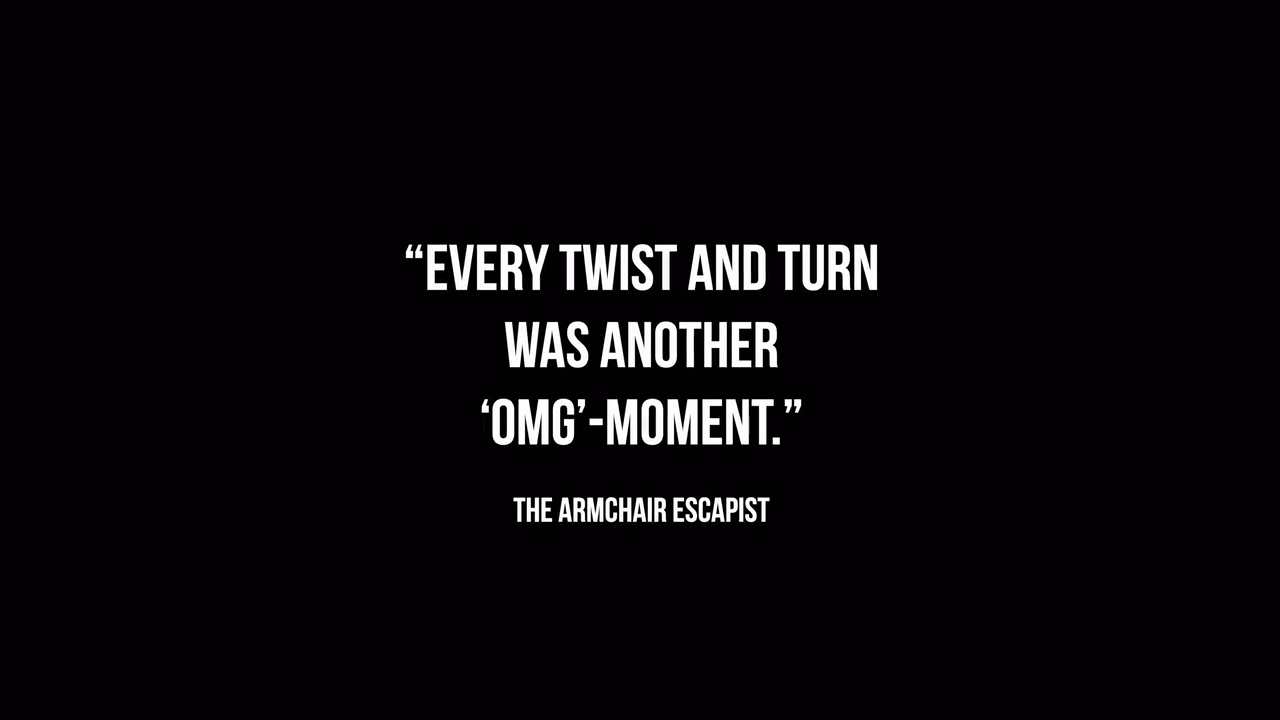 “EVERY TWIST AND TURN
WAS ANOTHER
‘OMG’-MOMENT.”
THE ARMCHAIR ESCAPIST